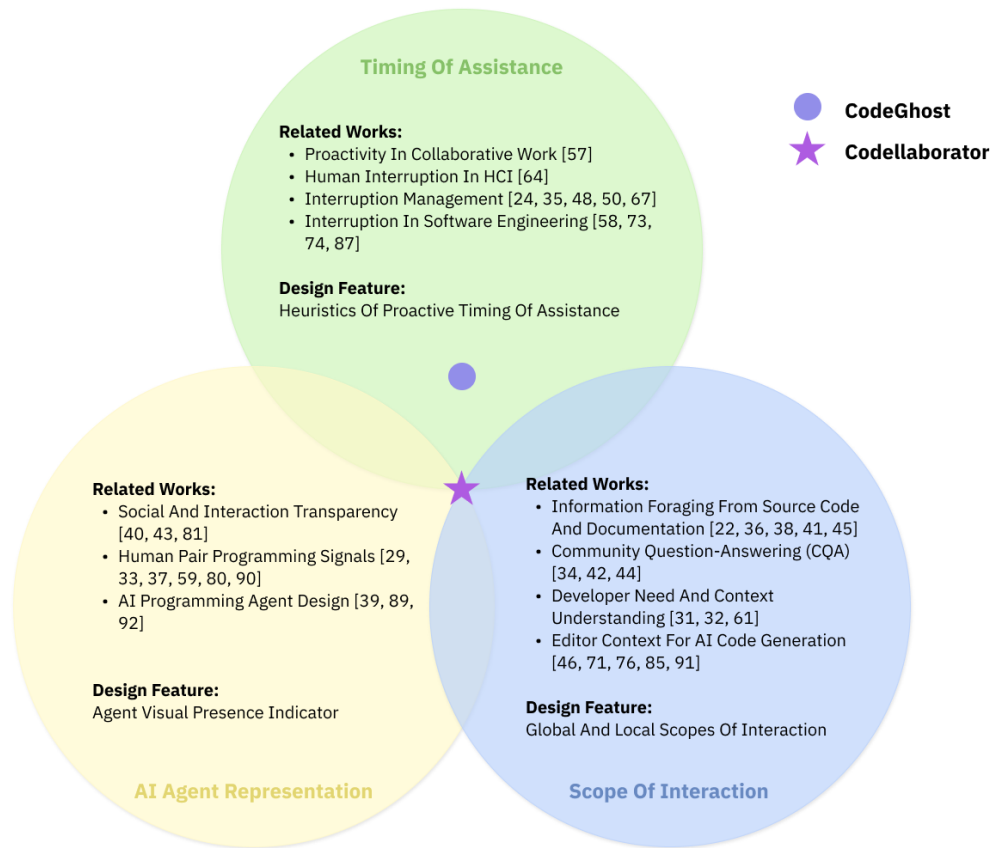 Timing Of Assistance
CodeGhost
Codellaborator
Related Works:
• Proactivity In Collaborative Work [57]
• Human Interruption In HCI [64]
• Interruption Management [24, 35, 48, 50, 67]
• Interruption In Software Engineering [58, 73,
74, 87]
Design Feature:
Heuristics Of Proactive Timing Of Assistance
Related Works:
• Social And Interaction Transparency
[40, 43, 81]
• Human Pair Programming Signals [29,
33, 37, 59, 80, 90]
• AI Programming Agent Design [39, 89,
92]
Design Feature:
Agent Visual Presence Indicator
AI Agent Representation
Related Works:
• Information Foraging From Source Code
And Documentation [22, 36, 38, 41, 45]
• Community Question-Answering (CQA)
[34, 42, 44]
• Developer Need And Context
Understanding [31, 32, 61]
• Editor Context For AI Code Generation
[46, 71, 76, 85, 91]
Design Feature:
Global And Local Scopes Of Interaction
Scope Of Interaction